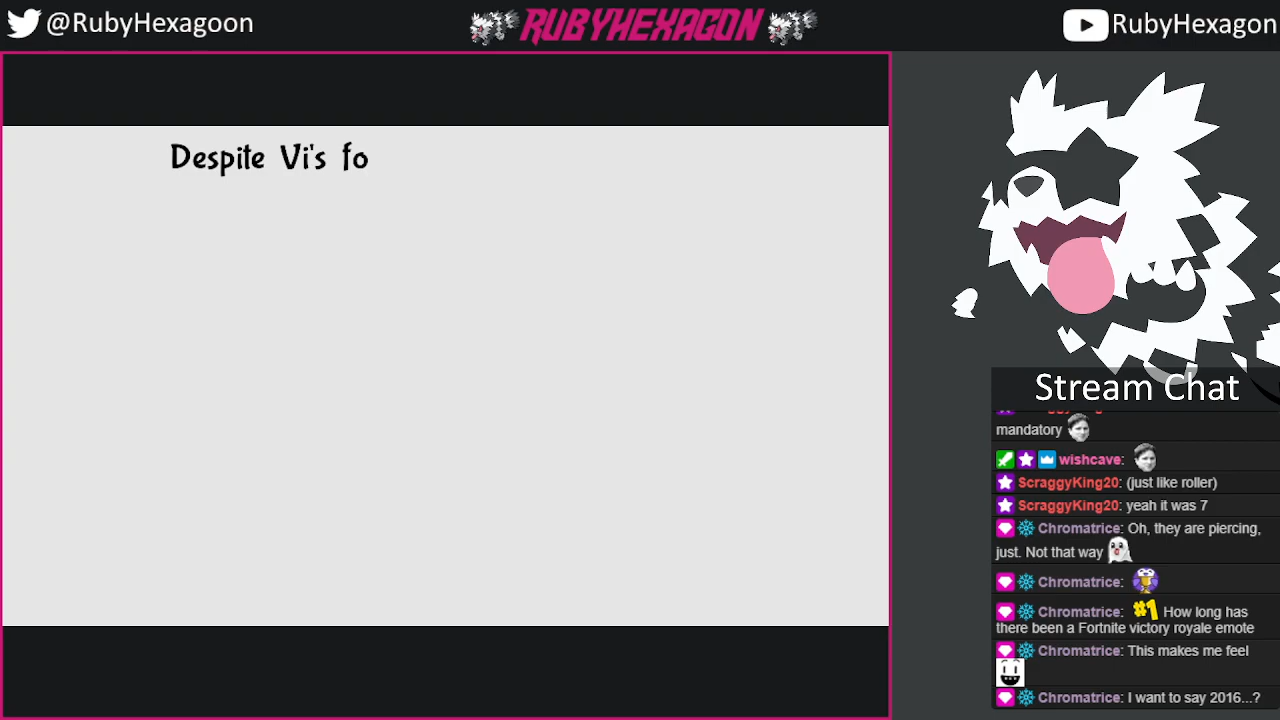 @RubyHexagoon
RUBYHEXAGON
RubyHexagon
Despite Vi's fo
Stream Chat
mandatory
wishcave:
ScraggyKing20: (just like roller)
ScraggyKing20: yeah it was 7
Chromatrice: Oh, they are piercing,
just. Not that way
Chromatrice:
Chromatrice: #1 How long has
there been a Fortnite victory royale emote
Chromatrice: This makes me feel
Chromatrice: I want to say 2016...?